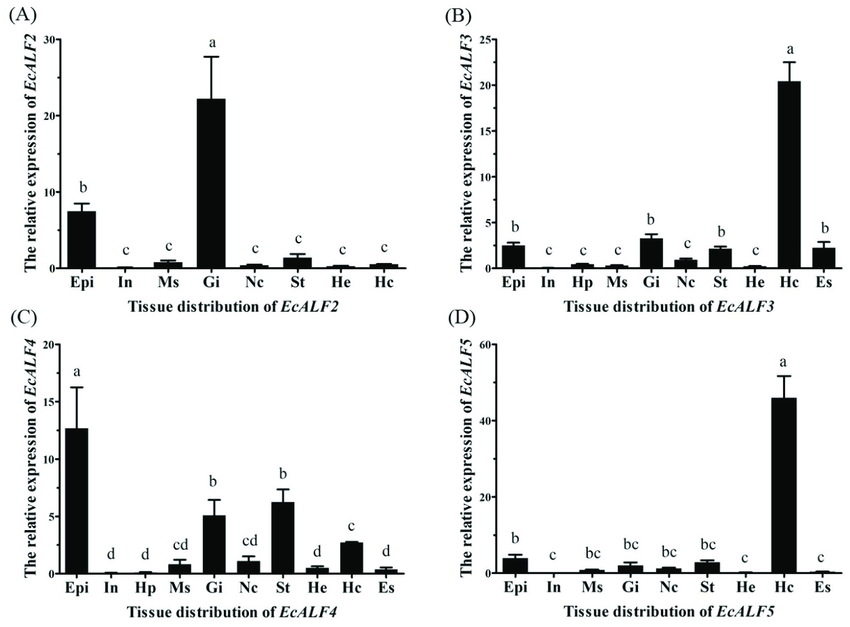 (A)
The relative expression of EcALF2
30
20
10
0
a
b
c
c
c
c
c
c
Epi In Ms Gi Nc St He Hc
Tissue distribution of EcALF2
(B)
The relative expression of EcALF3
25
20
15
10
5
0
a
b
c
c
c
b
c
b
c
b
Epi In Hp Ms Gi Nc St He Hc Es
Tissue distribution of EcALF3
(C)
The relative expression of EcALF4
20
15
10
5
0
a
d
d
cd
b
cd
b
d
c
d
Epi In Hp Ms Gi Nc St He Hc Es
Tissue distribution of EcALF4
(D)
The relative expression of EcALF5
60
40
20
0
a
b
c
bc
bc
bc
bc
c
c
Epi In Ms Gi Nc St He Hc Es
Tissue distribution of EcALF5